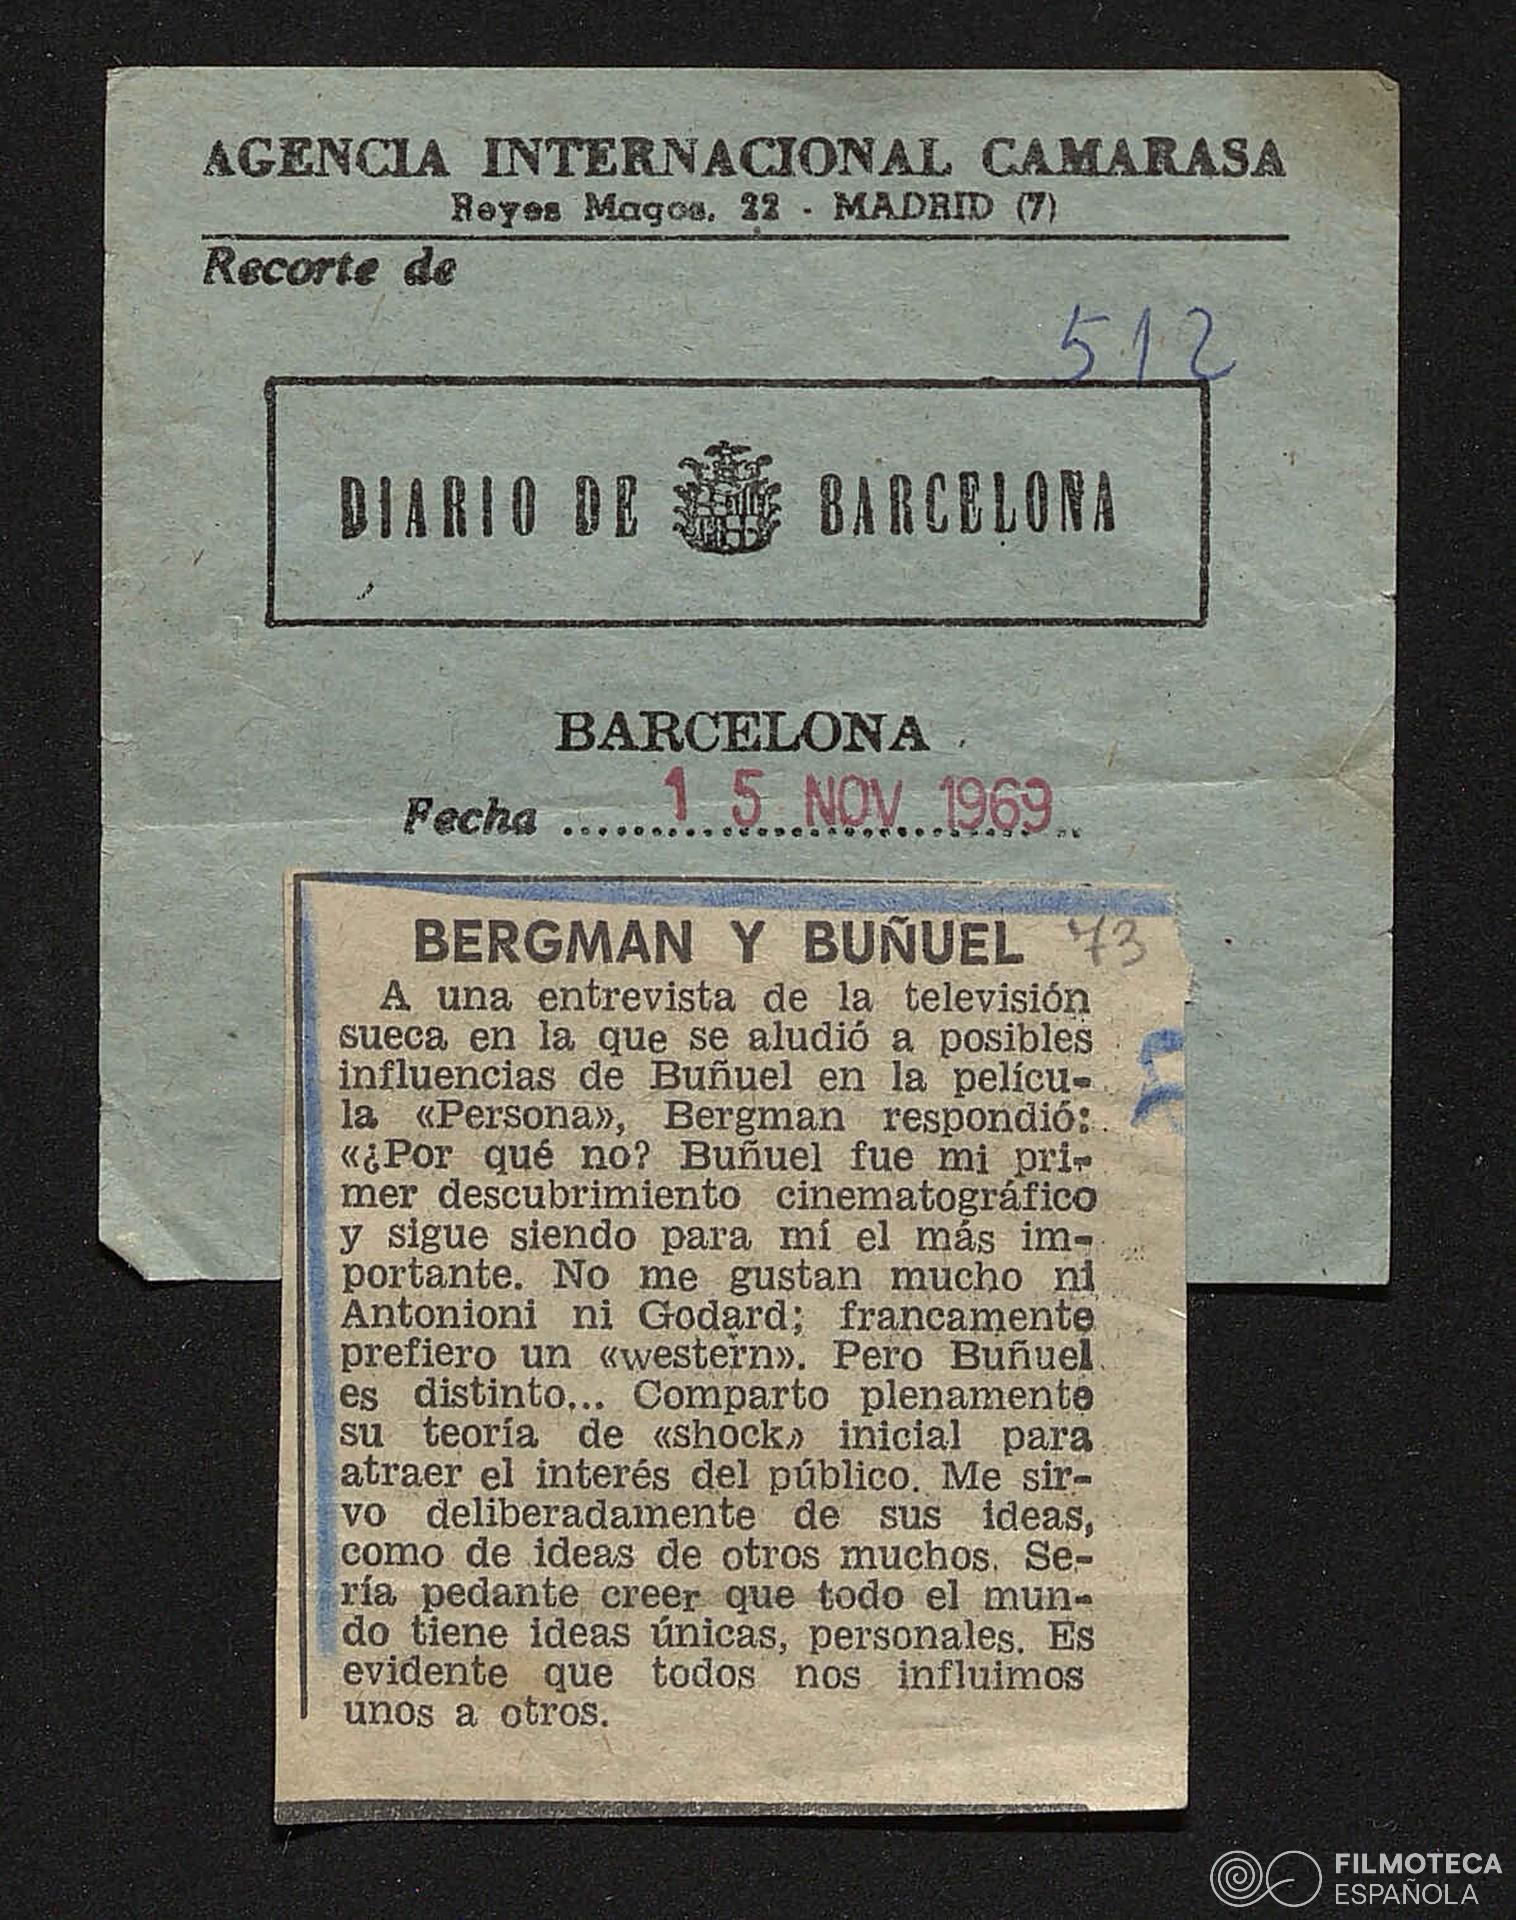 AGENCIA INTERNACIONAL CAMARASA
Reyes Magos, 22 - MADRID (7)
Recorte de
512
DIARIO DE BARCELONA
BARCELONA
Fecha 15 NOV 1969
BERGMAN Y BUÑUEL 73
A una entrevista de la televisión
sueca en la que se aludió a posibles
influencias de Buñuel en la pelícu-
la «Persona», Bergman respondió:
«¿Por qué no? Buñuel fue mi pri-
mer descubrimiento cinematográfico
y sigue siendo para mí el más im-
portante. No me gustan mucho ni
Antonioni ni Godard; francamente
prefiero un «western». Pero Buñuel
es distinto... Comparto plenamente
su teoría de «shock» inicial para
atraer el interés del público. Me sir-
vo deliberadamente de sus ideas,
como de ideas de otros muchos. Se-
ría pedante creer que todo el mun-
do tiene ideas únicas, personales. Es
evidente que todos nos influimos
unos a otros.
FILMOTECA
ESPAÑOLA